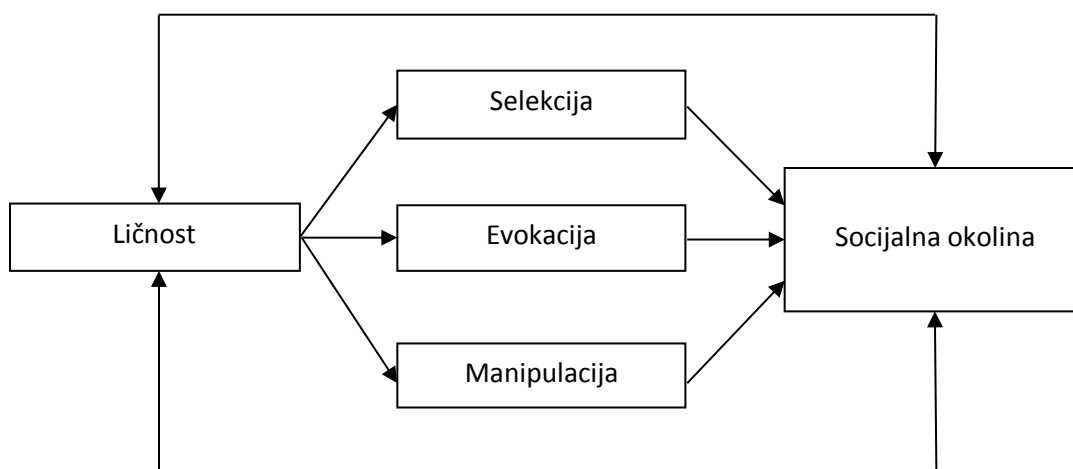 Selekcija
Ličnost
Evokacija
Socijalna okolina
Manipulacija